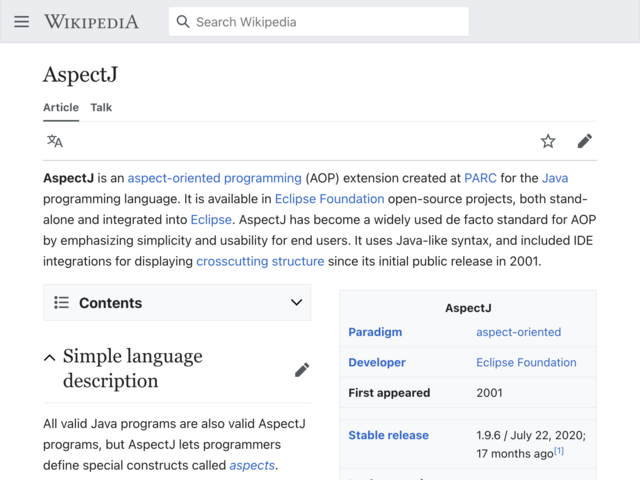 WIKIPEDIA
Search Wikipedia
AspectJ
Article Talk
AspectJ is an aspect-oriented programming (AOP) extension created at PARC for the Java
programming language. It is available in Eclipse Foundation open-source projects, both stand-
alone and integrated into Eclipse. AspectJ has become a widely used de facto standard for AOP
by emphasizing simplicity and usability for end users. It uses Java-like syntax, and included IDE
integrations for displaying crosscutting structure since its initial public release in 2001.
Contents
Simple language
description
All valid Java programs are also valid AspectJ
programs, but AspectJ lets programmers
define special constructs called aspects.
AspectJ
Paradigm aspect-oriented
Developer Eclipse Foundation
First appeared 2001
Stable release 1.9.6 / July 22, 2020;
17 months ago[1]